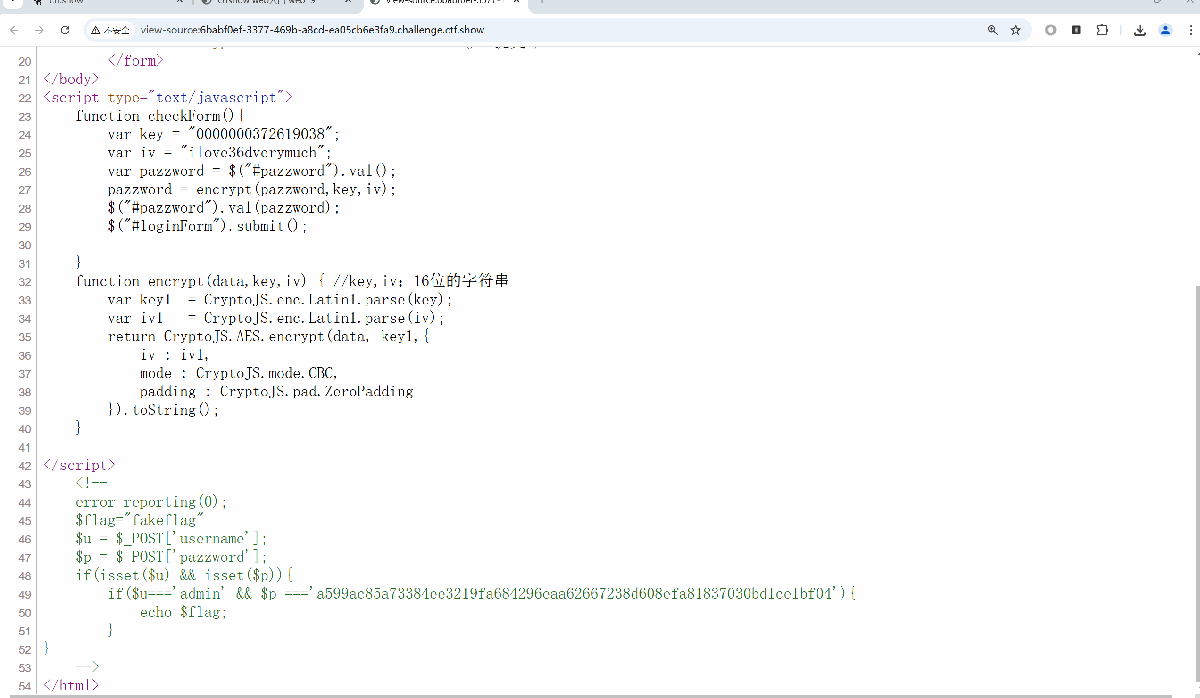 不安全 view-source:6babf0ef-3377-469b-a8cd-ea05cb6e3fa9.challenge.ctf.show
20 </form>
21 </body>
22 <script type="text/javascript">
23 function checkForm(){
24 var key = "0000000372619038";
25 var iv = "ilove36dverymuch";
26 var pazzword = $("#pazzword").val();
27 pazzword = encrypt(pazzword,key,iv);
28 $("#pazzword").val(pazzword);
29 $("#loginForm").submit();
30
31 }
32 function encrypt(data,key,iv) { //key,iv：16位的字符串
33 var key1 = CryptoJS.enc.Latin1.parse(key);
34 var iv1 = CryptoJS.enc.Latin1.parse(iv);
35 return CryptoJS.AES.encrypt(data, key1,{
36 iv : iv1,
37 mode : CryptoJS.mode.CBC,
38 padding : CryptoJS.pad.ZeroPadding
39 }).toString();
40 }
41
42 </script>
43 <!--
44 error_reporting(0);
45 $flag="fakeflag"
46 $u = $_POST['username'];
47 $p = $_POST['pazzword'];
48 if(isset($u) && isset($p)){
49 if($u==='admin' && $p ==='a599ac85a73384ee3219fa684296eaa62667238d608efa81837030bd1ce1bf04'){
50 echo $flag;
51 }
52 }
53 -->
54 </html>